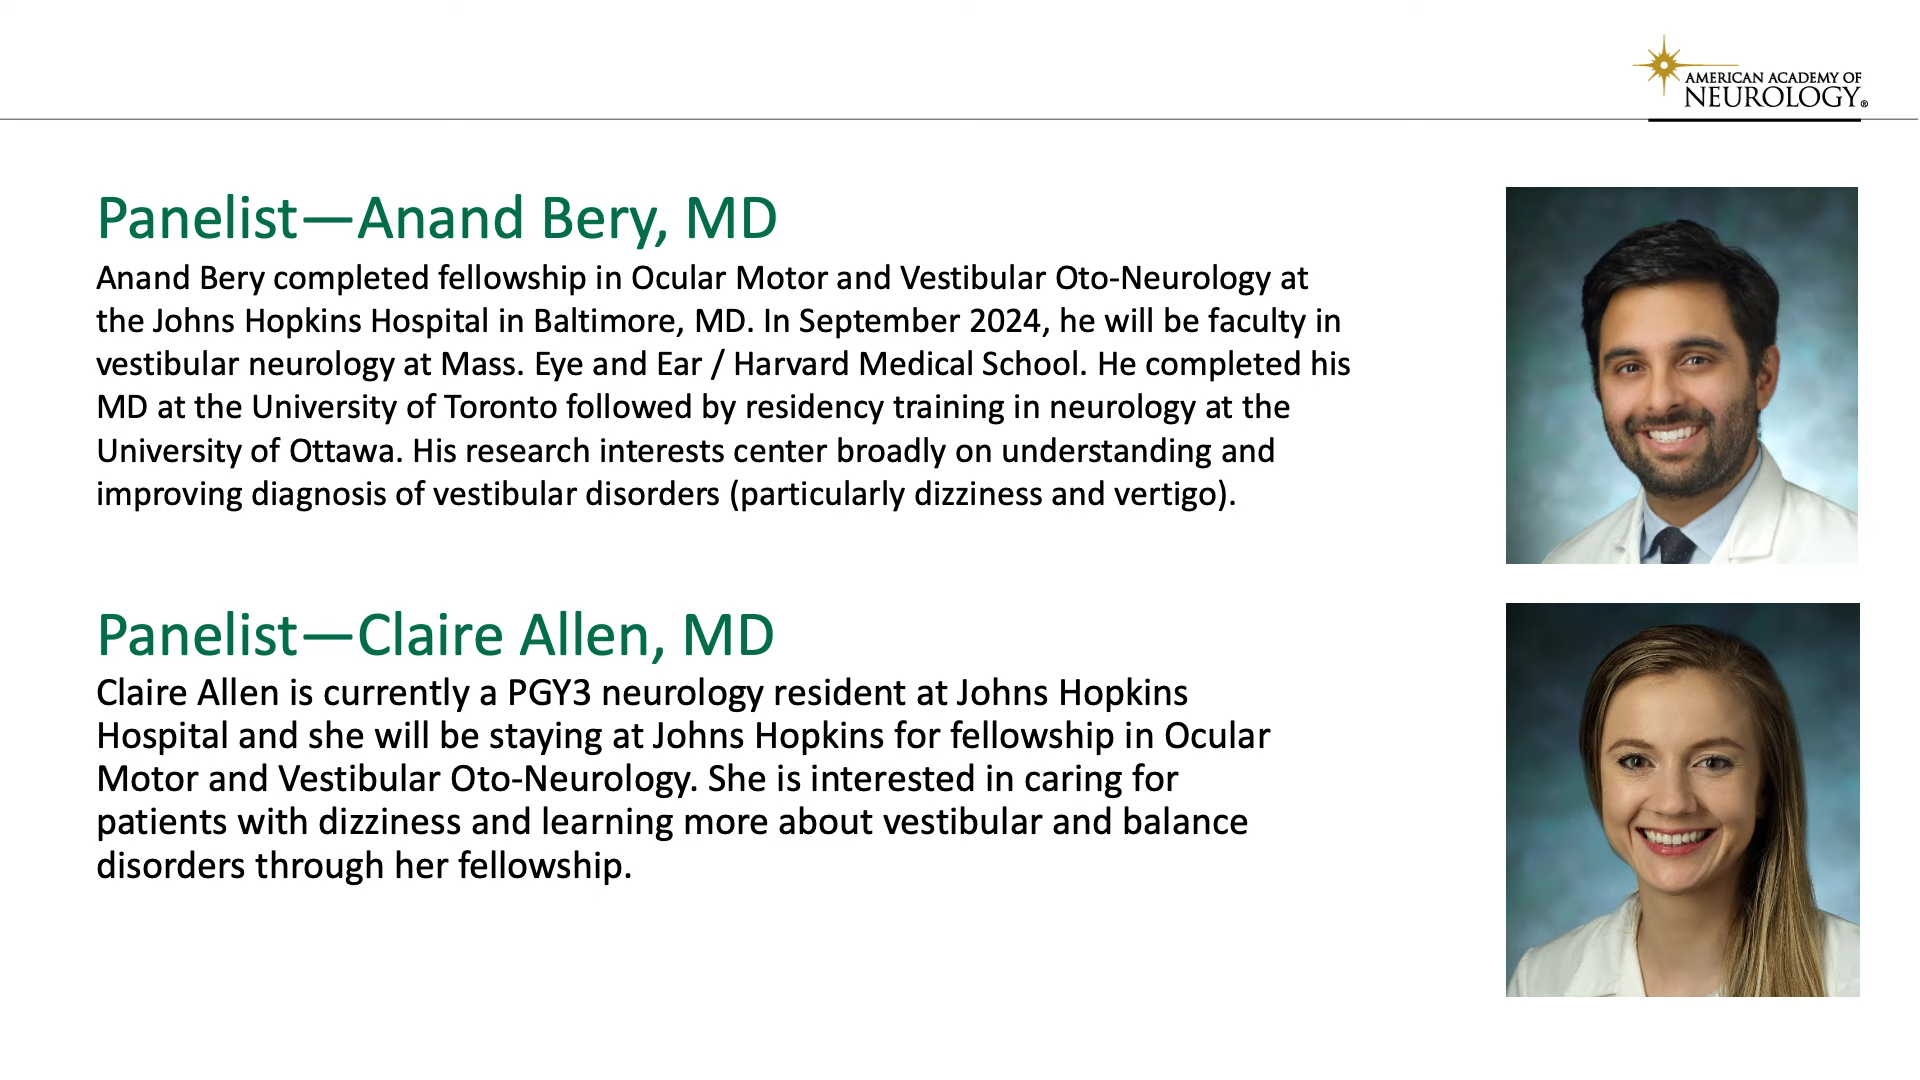 AMERICAN ACADEMY OF
NEUROLOGY®
Panelist—Anand Bery, MD
Anand Bery completed fellowship in Ocular Motor and Vestibular Oto-Neurology at
the Johns Hopkins Hospital in Baltimore, MD. In September 2024, he will be faculty in
vestibular neurology at Mass. Eye and Ear / Harvard Medical School. He completed his
MD at the University of Toronto followed by residency training in neurology at the
University of Ottawa. His research interests center broadly on understanding and
improving diagnosis of vestibular disorders (particularly dizziness and vertigo).
Panelist—Claire Allen, MD
Claire Allen is currently a PGY3 neurology resident at Johns Hopkins
Hospital and she will be staying at Johns Hopkins for fellowship in Ocular
Motor and Vestibular Oto-Neurology. She is interested in caring for
patients with dizziness and learning more about vestibular and balance
disorders through her fellowship.